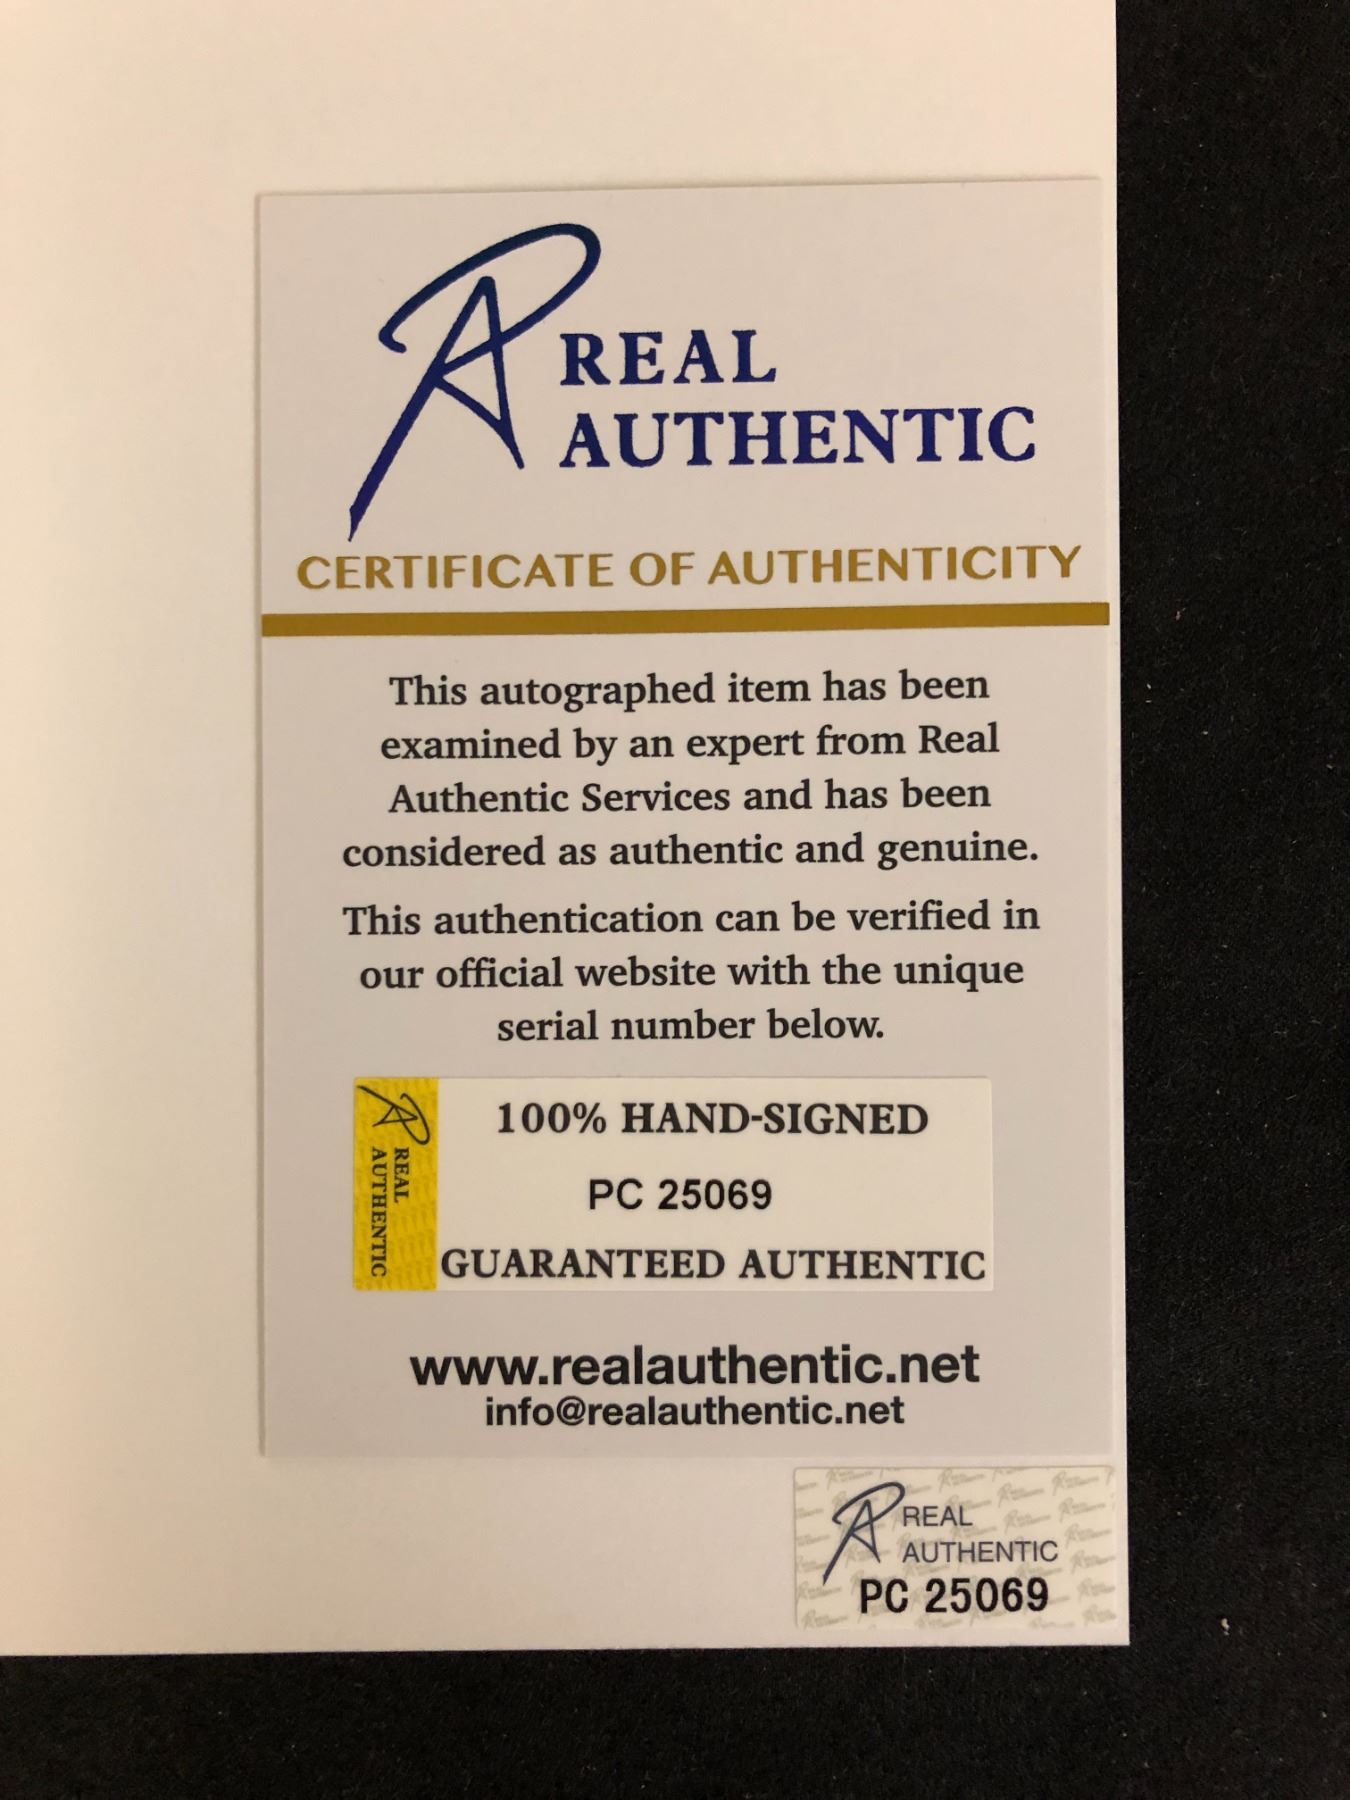 REAL
AUTHENTIC
CERTIFICATE OF AUTHENTICITY
This autographed item has been
examined by an expert from Real
Authentic Services and has been
considered as authentic and genuine.
This authentication can be verified in
our official website with the unique
serial number below.
REAL
AUTHENTIC
100% HAND-SIGNED
PC 25069
GUARANTEED AUTHENTIC
www.realauthentic.net
info@realauthentic.net
REAL
AUTHENTIC
PC 25069